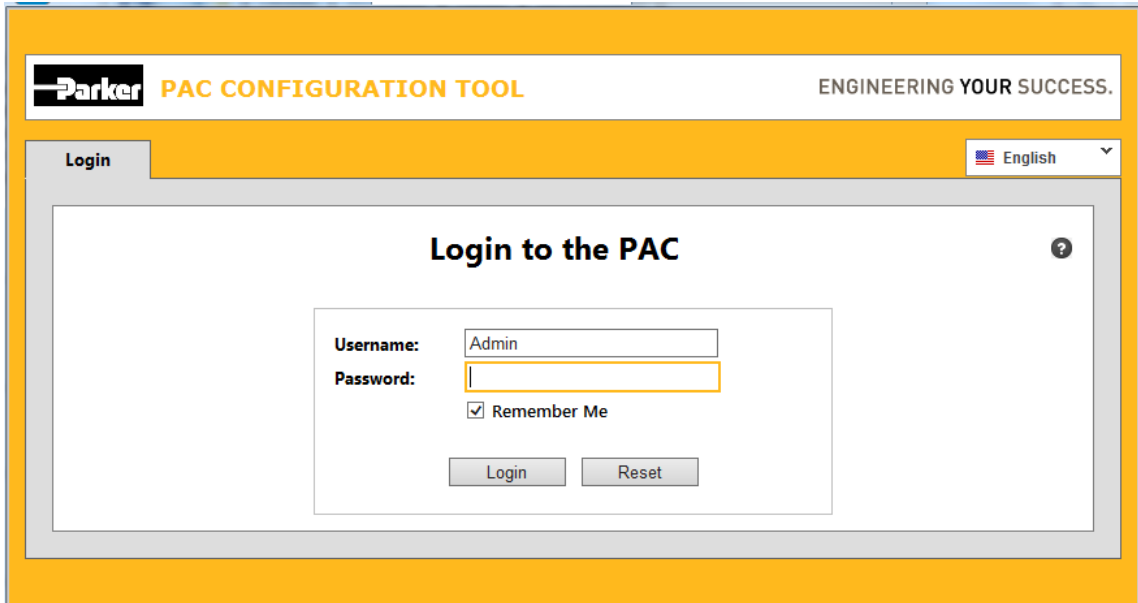 Parker PAC CONFIGURATION TOOL ENGINEERING YOUR SUCCESS.
Login English
Login to the PAC ?
Username: Admin
Password:
Remember Me
Login Reset